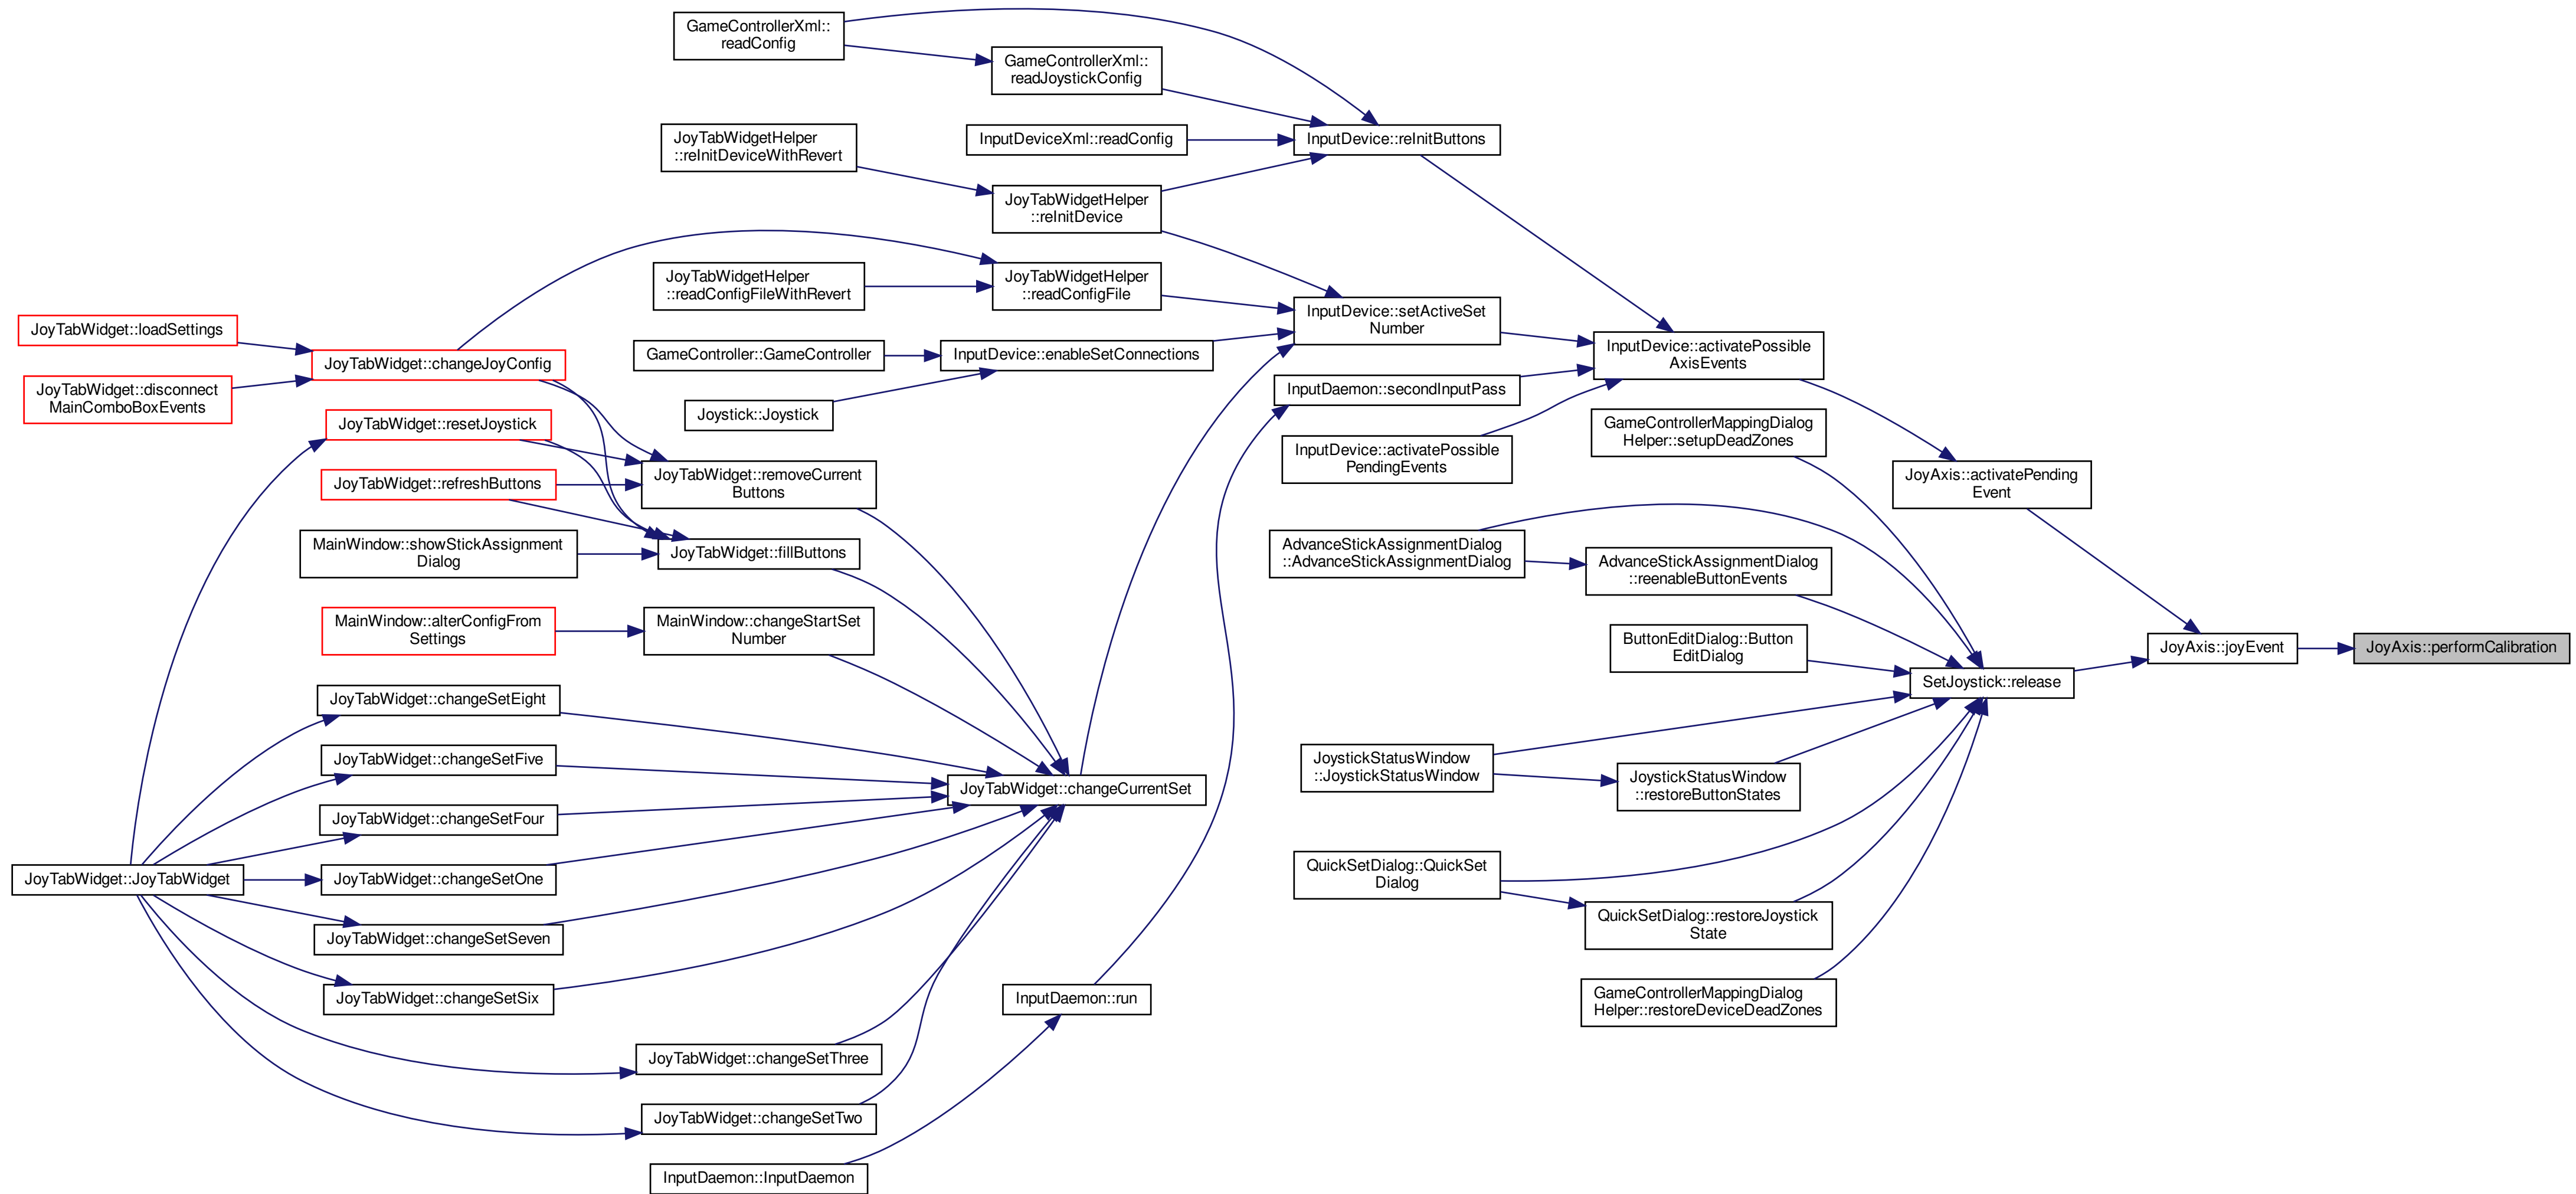 GameControllerXml::
readConfig
GameControllerXml::
readJoystickConfig
JoyTabWidgetHelper
::reInitDeviceWithRevert
InputDeviceXml::readConfig
InputDevice::reInitButtons
JoyTabWidgetHelper
::reInitDevice
JoyTabWidgetHelper
::readConfigFileWithRevert
JoyTabWidgetHelper
::readConfigFile
InputDevice::setActiveSet
Number
JoyTabWidget::loadSettings
JoyTabWidget::changeJoyConfig
GameController::GameController
InputDevice::enableSetConnections
InputDevice::activatePossible
AxisEvents
JoyTabWidget::disconnect
MainComboBoxEvents
InputDaemon::secondInputPass
Joystick::Joystick
JoyTabWidget::resetJoystick
GameControllerMappingDialog
Helper::setupDeadZones
InputDevice::activatePossible
PendingEvents
JoyTabWidget::refreshButtons
JoyTabWidget::removeCurrent
Buttons
JoyAxis::activatePending
Event
MainWindow::showStickAssignment
Dialog
JoyTabWidget::fillButtons
AdvanceStickAssignmentDialog
::AdvanceStickAssignmentDialog
AdvanceStickAssignmentDialog
::reenableButtonEvents
MainWindow::alterConfigFrom
Settings
MainWindow::changeStartSet
Number
ButtonEditDialog::Button
EditDialog
JoyAxis::joyEvent
JoyAxis::performCalibration
SetJoystick::release
JoyTabWidget::changeSetEight
JoyTabWidget::changeSetFive
JoystickStatusWindow
::JoystickStatusWindow
JoystickStatusWindow
::restoreButtonStates
JoyTabWidget::changeCurrentSet
JoyTabWidget::changeSetFour
JoyTabWidget::JoyTabWidget
JoyTabWidget::changeSetOne
QuickSetDialog::QuickSet
Dialog
QuickSetDialog::restoreJoystick
State
JoyTabWidget::changeSetSeven
JoyTabWidget::changeSetSix
InputDaemon::run
GameControllerMappingDialog
Helper::restoreDeviceDeadZones
JoyTabWidget::changeSetThree
JoyTabWidget::changeSetTwo
InputDaemon::InputDaemon